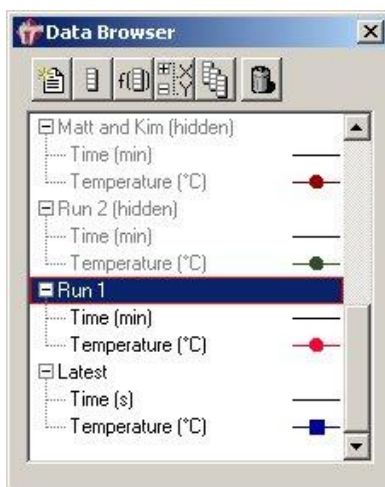 Data Browser
f(▯) X Y
Matt and Kim (hidden)
Time (min)
Temperature (°C)
Run 2 (hidden)
Time (min)
Temperature (°C)
Run 1
Time (min)
Temperature (°C)
Latest
Time (s)
Temperature (°C)